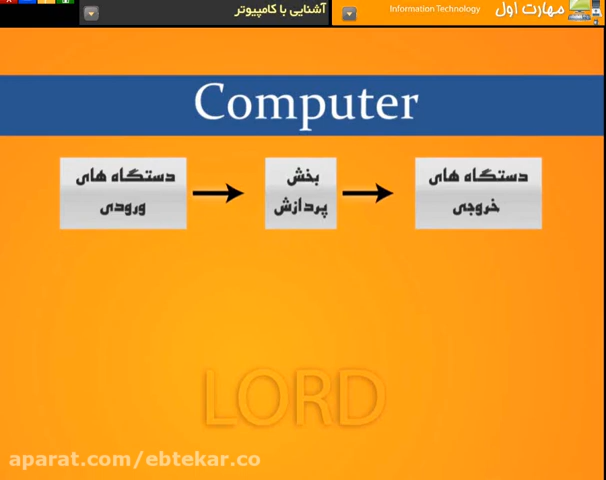 مهارت اول
Information Technology
آشنایی با کامپیوتر
Computer
دستگاه های
ورودی
بخش
پردازش
دستگاه های
خروجی
LORD
aparat.com/ebtekar.co